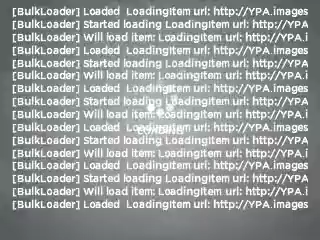 [BulkLoader] Loaded LoadingItem url: http://YPA.images
[BulkLoader] Started loading LoadingItem url: http://YPA
[BulkLoader] Will load item: LoadingItem url: http://YPA.i
[BulkLoader] Loaded LoadingItem url: http://YPA.images
[BulkLoader] Started loading LoadingItem url: http://YPA
[BulkLoader] Will load item: LoadingItem url: http://YPA.i
[BulkLoader] Loaded LoadingItem url: http://YPA.images
[BulkLoader] Started loading LoadingItem url: http://YPA
[BulkLoader] Will load item: LoadingItem url: http://YPA.i
[BulkLoader] Loaded LoadingItem url: http://YPA.images
LOADING
[BulkLoader] Started loading LoadingItem url: http://YPA
[BulkLoader] Will load item: LoadingItem url: http://YPA.i
[BulkLoader] Loaded LoadingItem url: http://YPA.images
[BulkLoader] Started loading LoadingItem url: http://YPA
[BulkLoader] Will load item: LoadingItem url: http://YPA.i
[BulkLoader] Loaded LoadingItem url: http://YPA.images